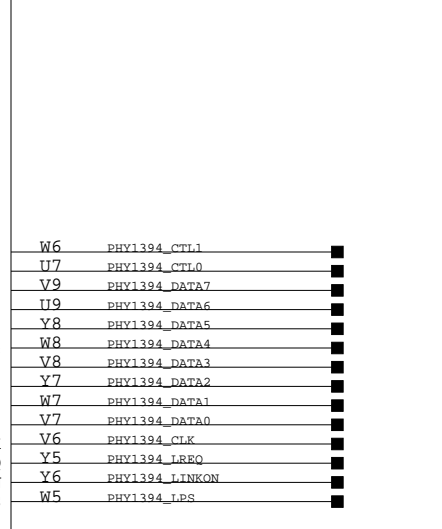 W6 PHY1394_CTL1
U7 PHY1394_CTL0
V9 PHY1394_DATA7
U9 PHY1394_DATA6
Y8 PHY1394_DATA5
W8 PHY1394_DATA4
V8 PHY1394_DATA3
Y7 PHY1394_DATA2
W7 PHY1394_DATA1
V7 PHY1394_DATA0
V6 PHY1394_CLK
Y5 PHY1394_LREQ
Y6 PHY1394_LINKON
W5 PHY1394_LPS